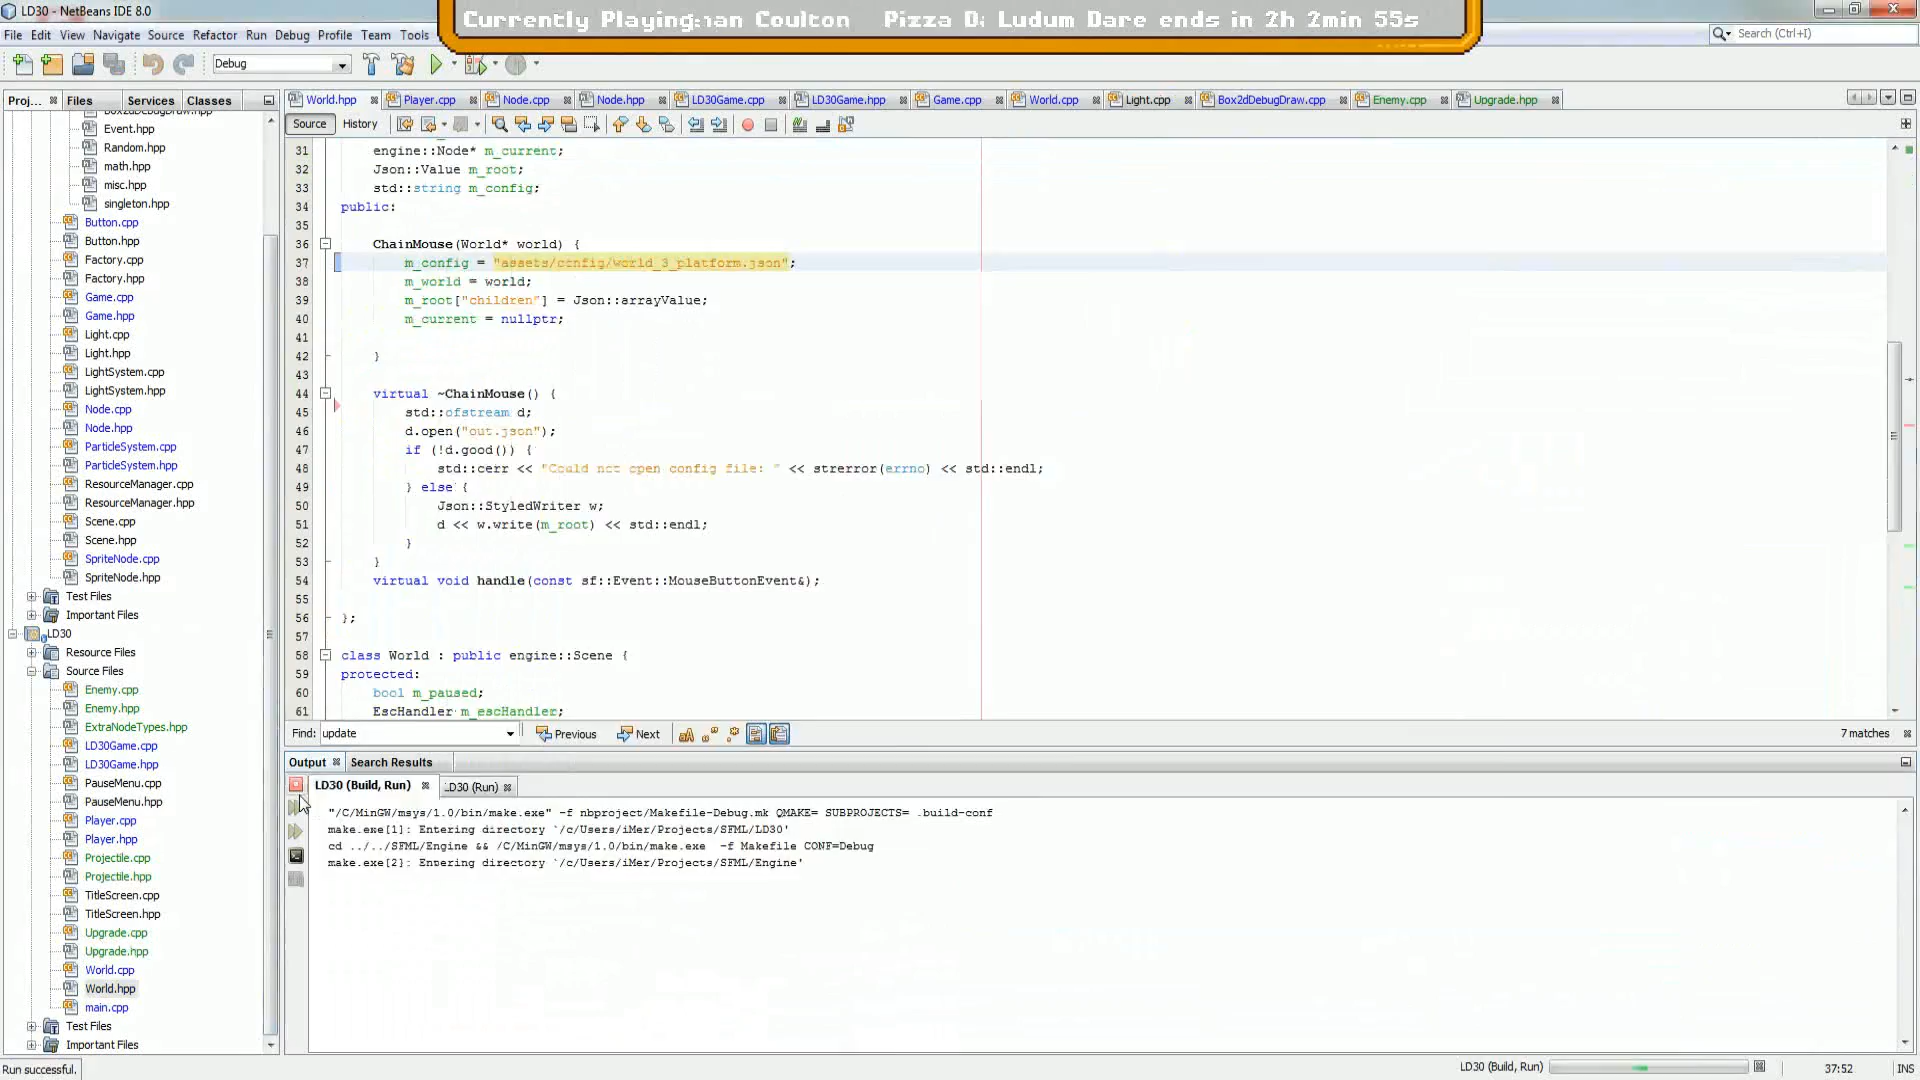 LD30 - NetBeans IDE 8.0
Currently Playing: nan Coulton Pizza D Ludum Dare ends in 2h 2min 55s
File Edit View Navigate Source Refactor Run Debug Profile Team Tools
Search (Ctrl+I)
Debug
Proj... Files Services Classes
World.hpp Player.cpp Node.cpp Node.hpp LD30Game.cpp LD30Game.hpp Game.cpp World.cpp Light.cpp Box2dDebugDraw.cpp Enemy.cpp Upgrade.hpp
Source History
Box2dDebugDraw.hpp
Event.hpp
Random.hpp
math.hpp
misc.hpp
singleton.hpp
Button.cpp
Button.hpp
Factory.cpp
Factory.hpp
Game.cpp
Game.hpp
Light.cpp
Light.hpp
LightSystem.cpp
LightSystem.hpp
Node.cpp
Node.hpp
ParticleSystem.cpp
ParticleSystem.hpp
ResourceManager.cpp
ResourceManager.hpp
Scene.cpp
Scene.hpp
SpriteNode.cpp
SpriteNode.hpp
Test Files
Important Files
LD30
Resource Files
Source Files
Enemy.cpp
Enemy.hpp
ExtraNodeTypes.hpp
LD30Game.cpp
LD30Game.hpp
PauseMenu.cpp
PauseMenu.hpp
Player.cpp
Player.hpp
Projectile.cpp
Projectile.hpp
TitleScreen.cpp
TitleScreen.hpp
Upgrade.cpp
Upgrade.hpp
World.cpp
World.hpp
main.cpp
Test Files
Important Files
31 engine::Node* m_current;
32 Json::Value m_root;
33 std::string m_config;
34 public:
35
36 ChainMouse(World* world) {
37 m_config = "assets/config/world_3_platform.json";
38 m_world = world;
39 m_root["children"] = Json::arrayValue;
40 m_current = nullptr;
41
42 }
43
44 virtual ~ChainMouse() {
45 std::ofstream d;
46 d.open("out.json");
47 if (!d.good()) {
48 std::cerr << "Could not open config file: " << strerror(errno) << std::endl;
49 } else {
50 Json::StyledWriter w;
51 d << w.write(m_root) << std::endl;
52 }
53 }
54 virtual void handle(const sf::Event::MouseButtonEvent&);
55
56 };
57
58 class World : public engine::Scene {
59 protected:
60 bool m_paused;
61 EscHandler m_escHandler;
Find: update Previous Next 7 matches
Output Search Results
LD30 (Build, Run) LD30 (Run)
"/C/MinGW/msys/1.0/bin/make.exe" -f nbproject/Makefile-Debug.mk QMAKE= SUBPROJECTS= .build-conf
make.exe[1]: Entering directory `/c/Users/iMer/Projects/SFML/LD30'
cd ../../SFML/Engine && /C/MinGW/msys/1.0/bin/make.exe -f Makefile CONF=Debug
make.exe[2]: Entering directory `/c/Users/iMer/Projects/SFML/Engine'
Run successful.
LD30 (Build, Run) 37:52 INS